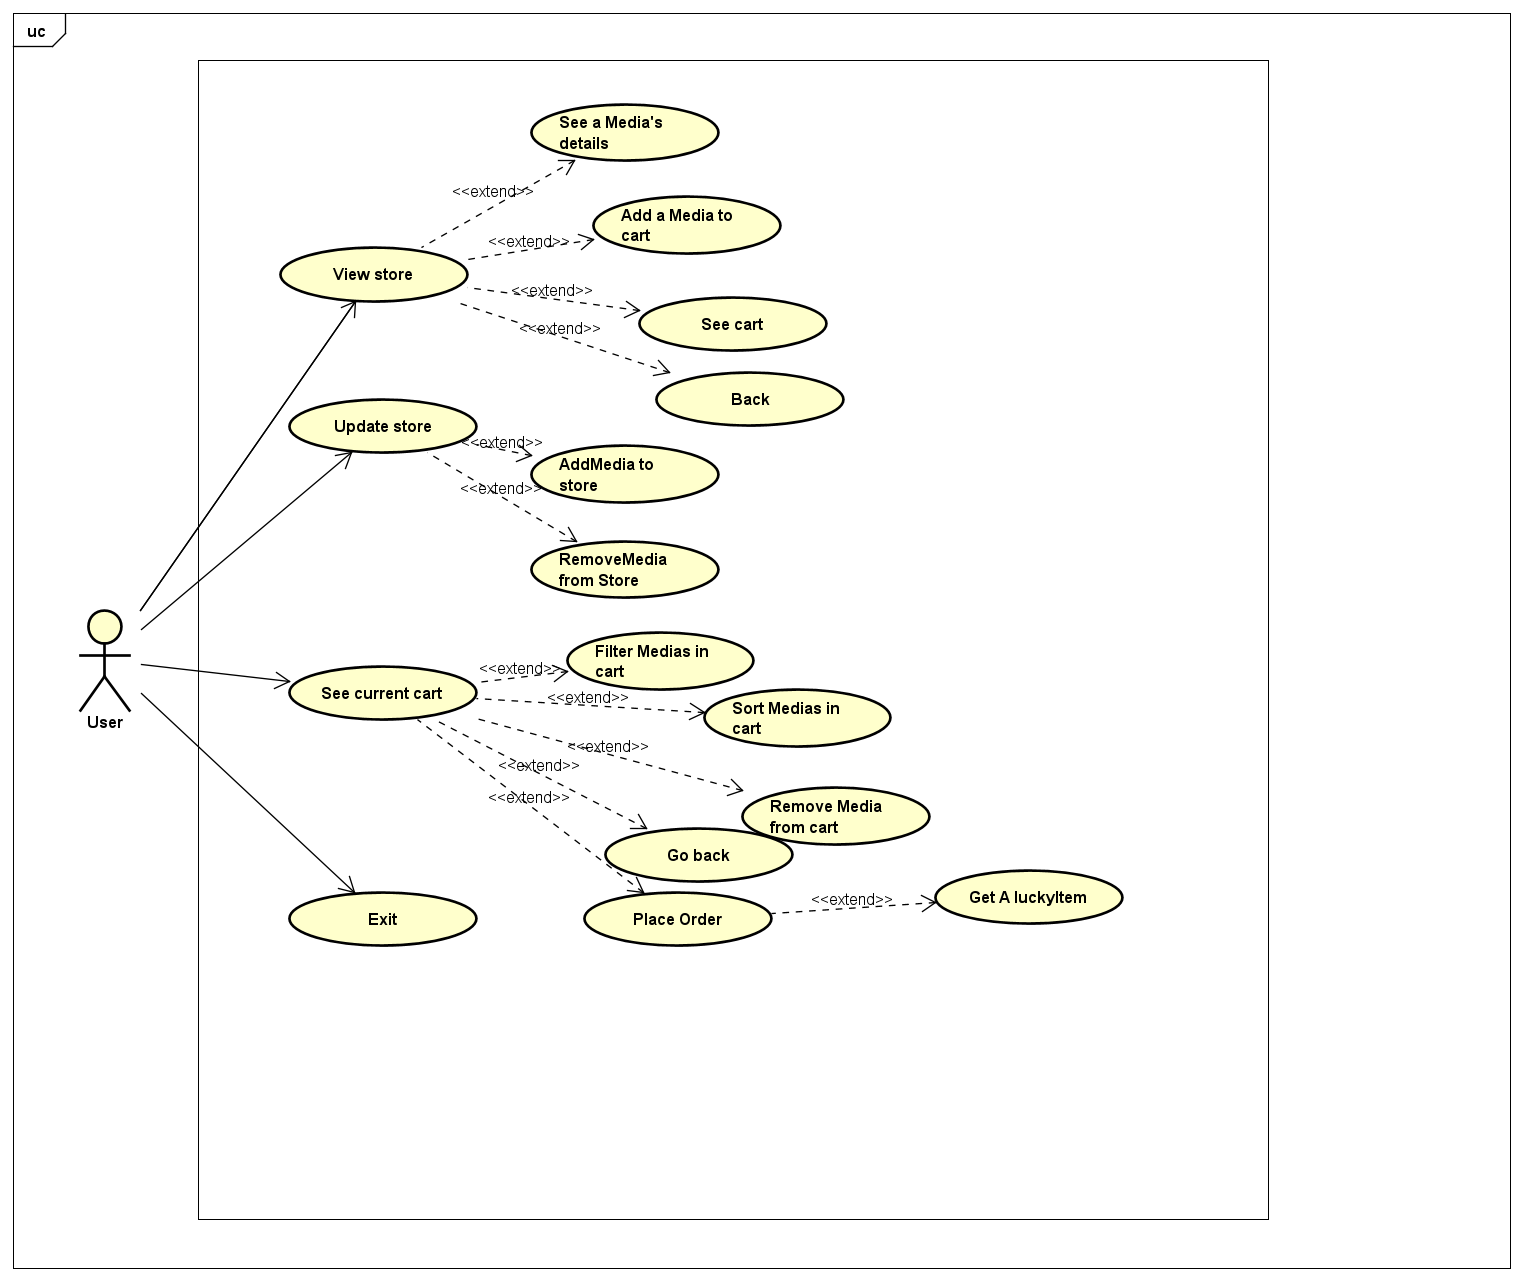 uc
See a Media's
details
<<extend>>
Add a Media to
cart
<<extend>>
View store
<<extend>>
See cart
<<extend>>
Back
Update store
<<extend>>
AddMedia to
store
<<extend>>
RemoveMedia
from Store
Filter Medias in
cart
<<extend>>
See current cart
<<extend>>
Sort Medias in
cart
User
<<extend>>
<<extend>>
<<extend>>
Remove Media
from cart
Go back
Get A luckyItem
<<extend>>
Exit
Place Order